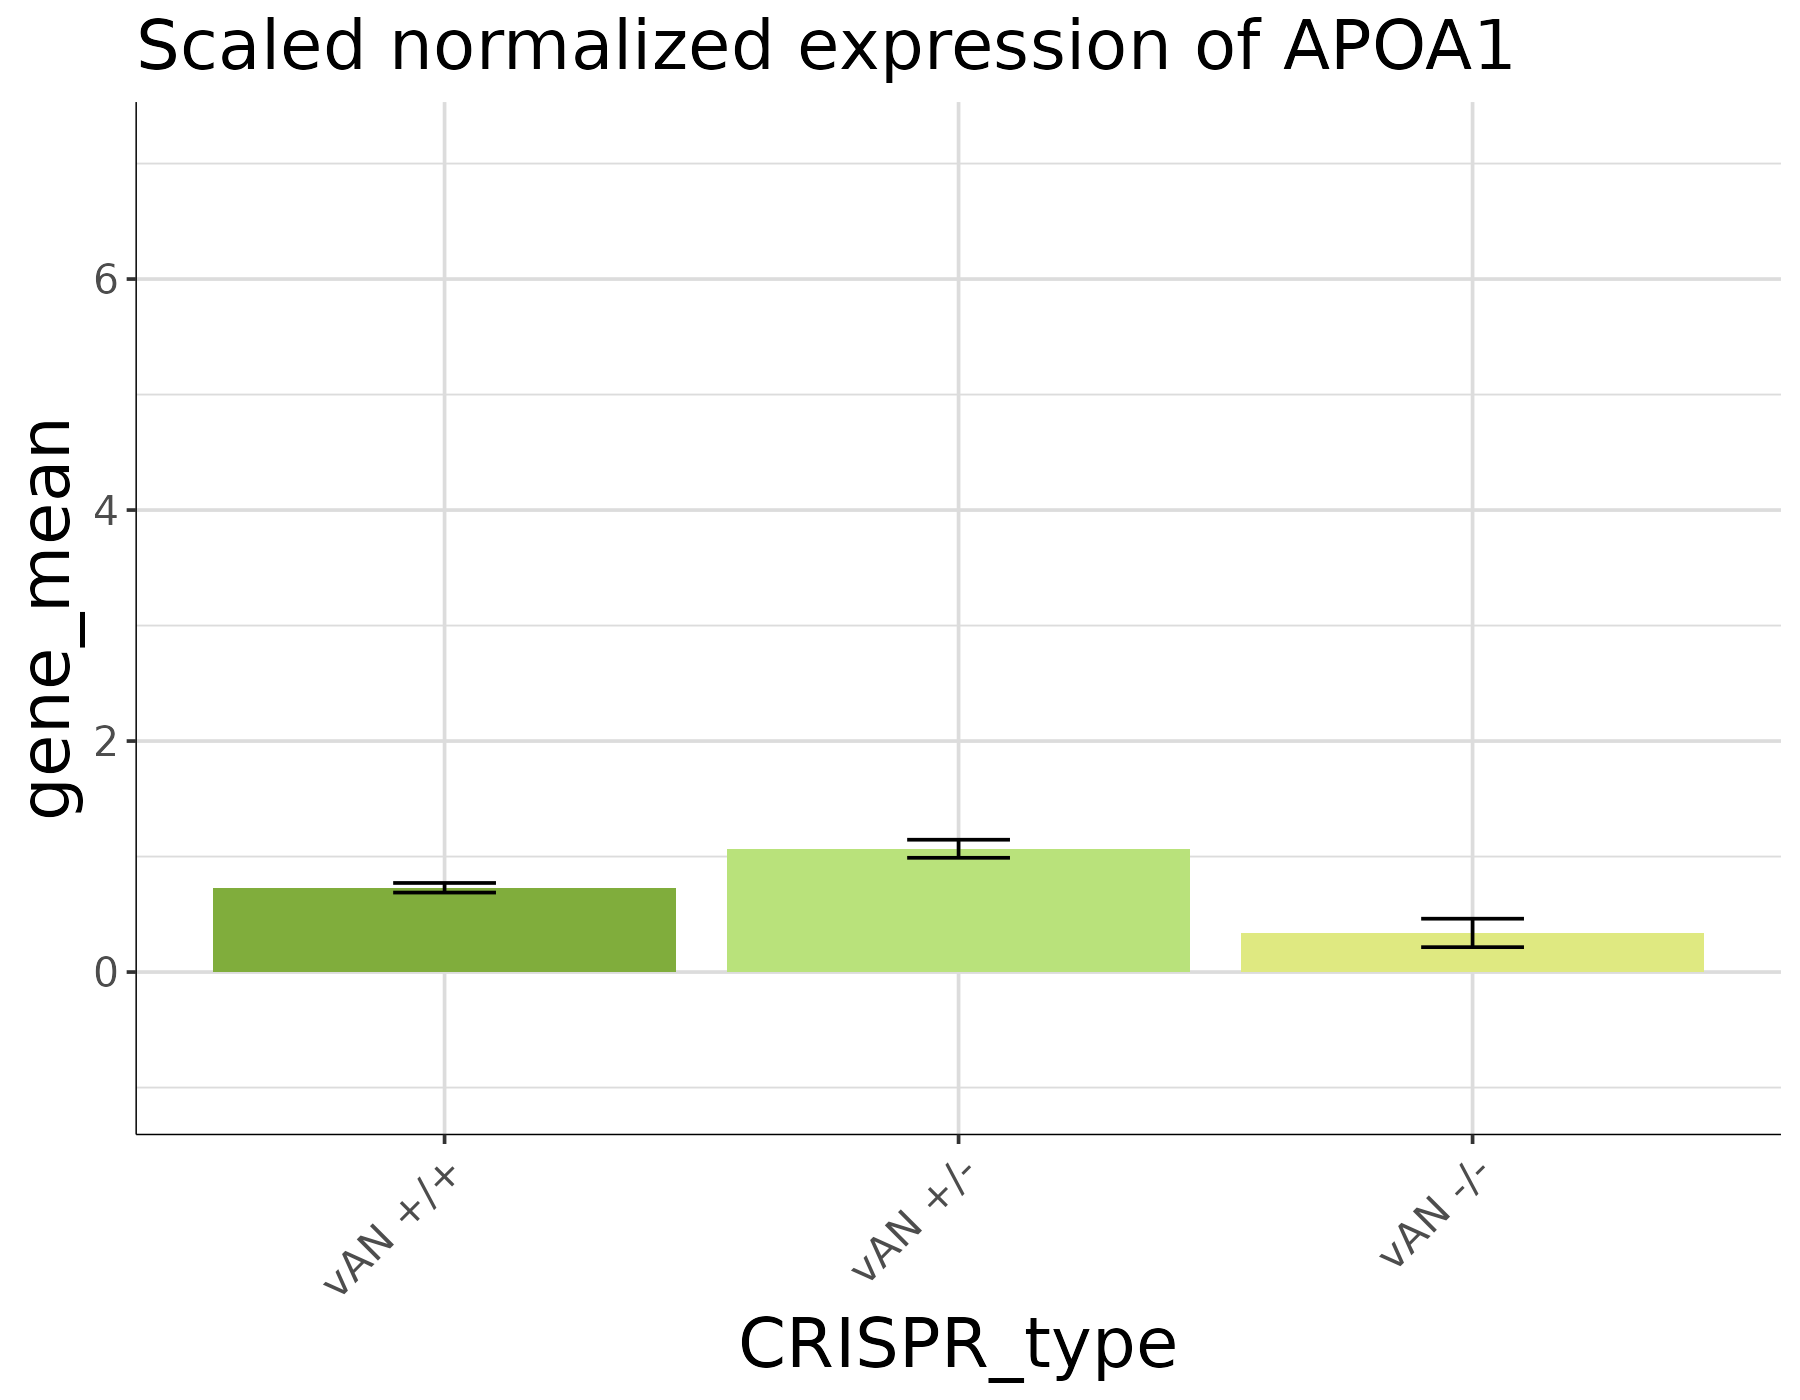 Scaled normalized expression of APOA1
gene_mean
6
4
2
0
vAN +/+
vAN +/-
vAN -/-
CRISPR_type